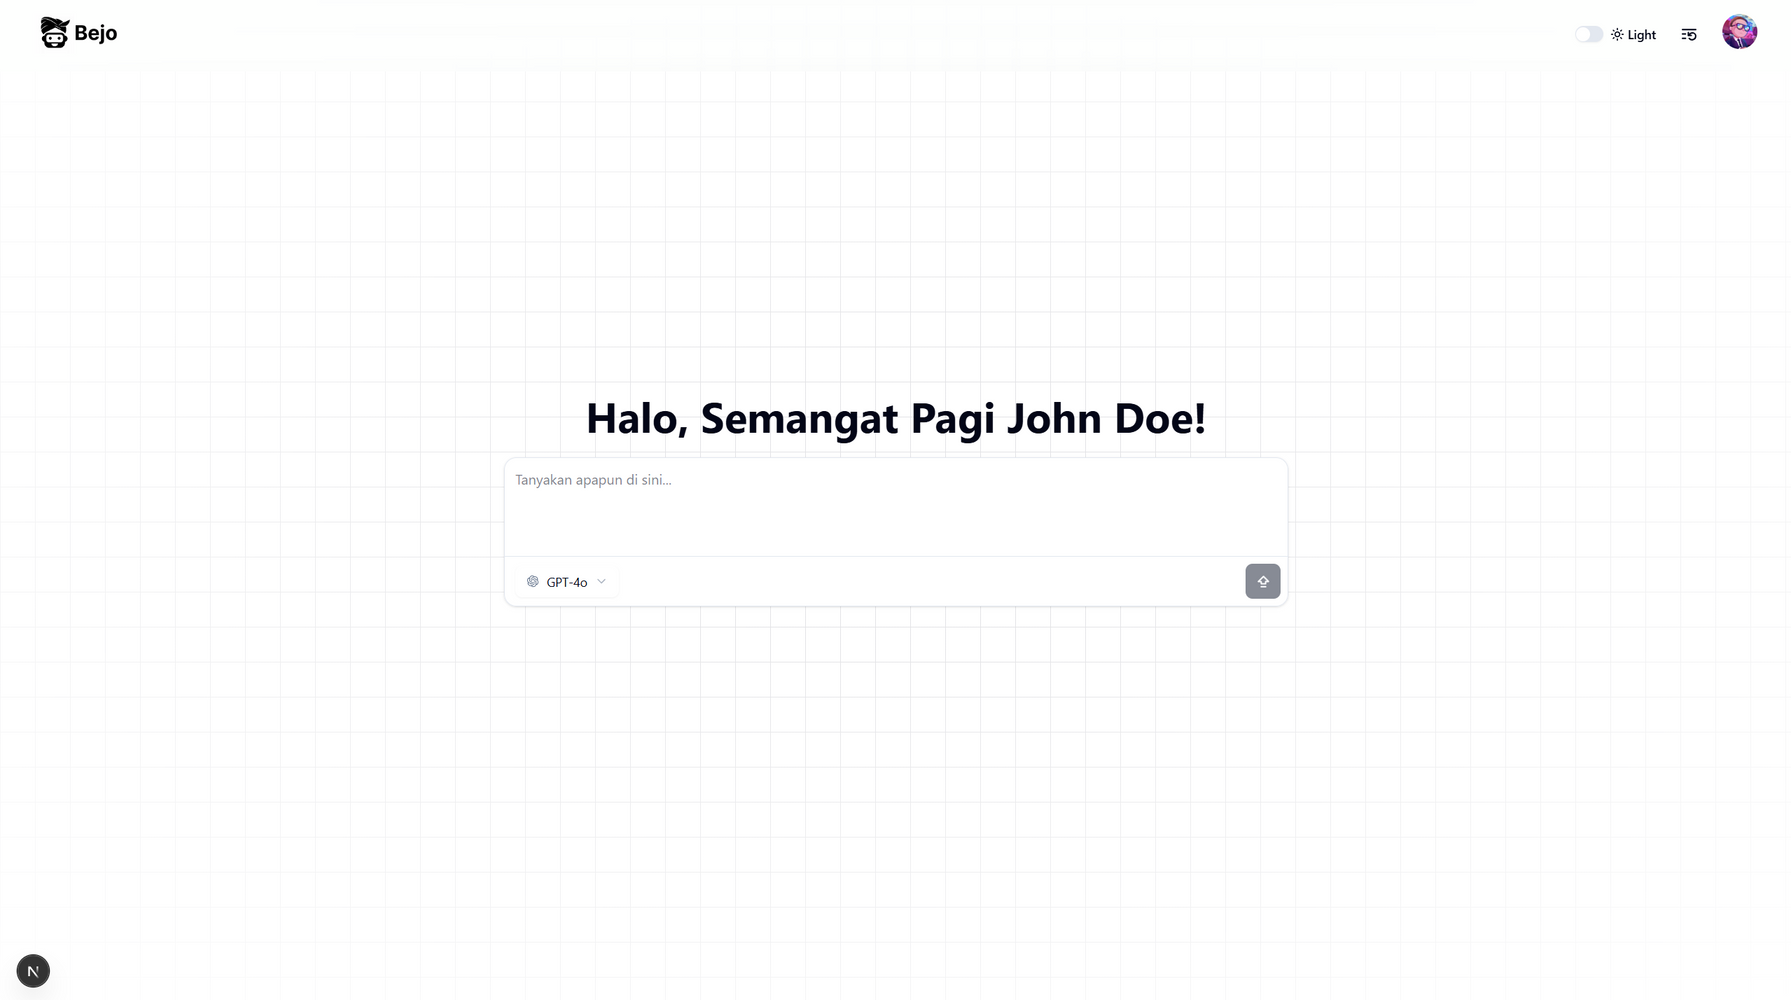 Bejo
Light
Halo, Semangat Pagi John Doe!
Tanyakan apapun di sini...
GPT-4o
N